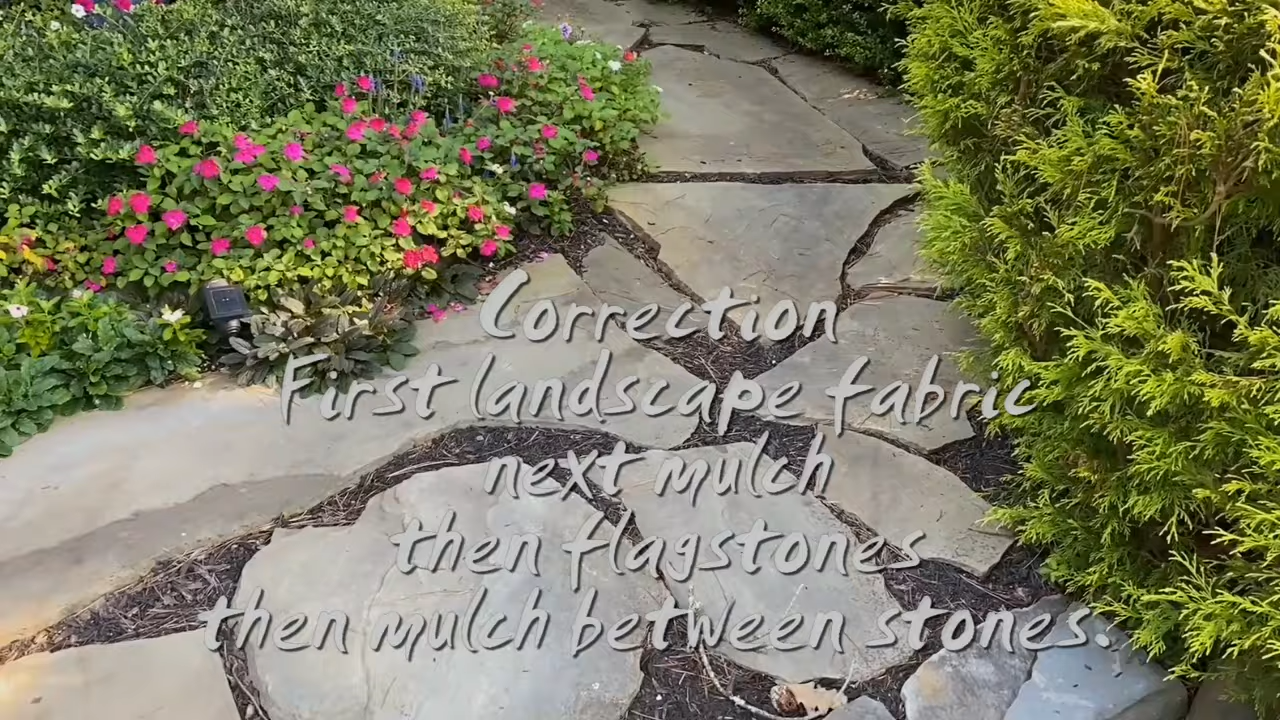 Correction
First landscape fabric
next mulch
then flagstones
then mulch between stones.